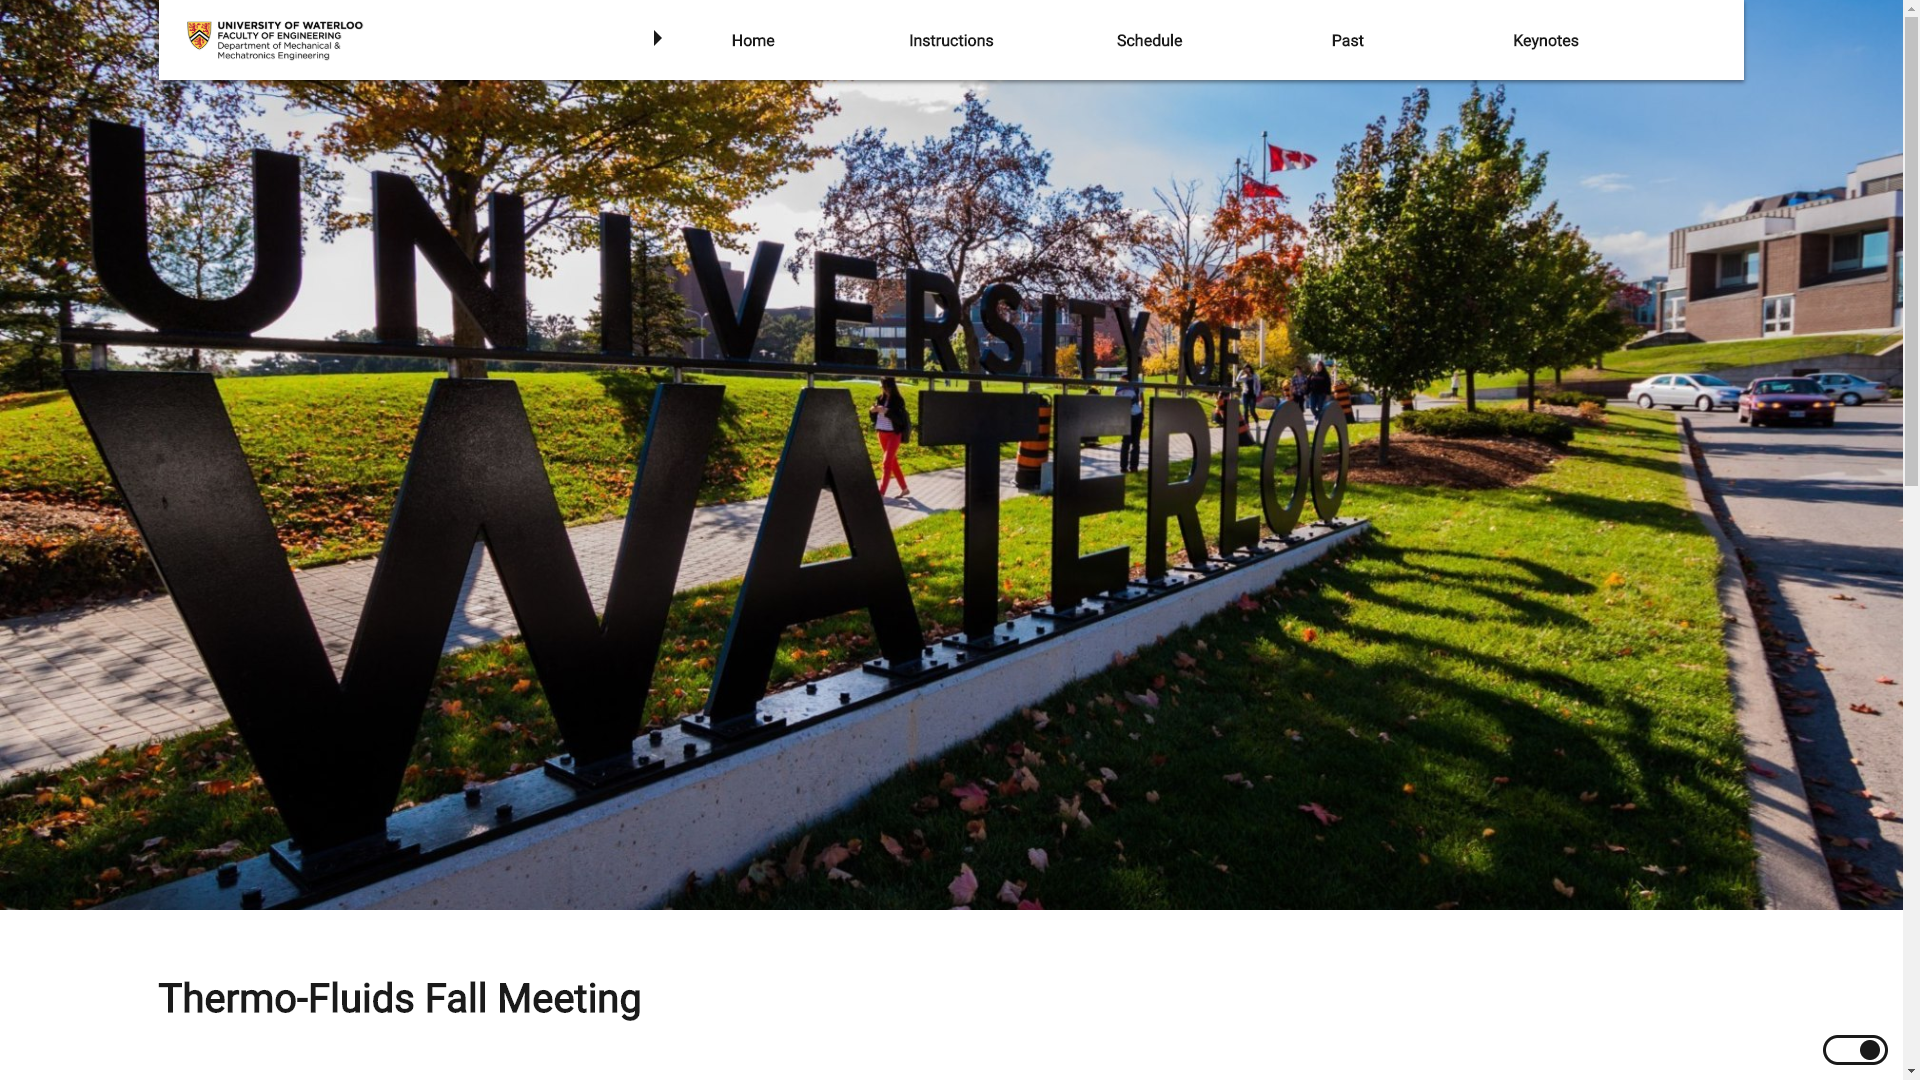 UNIVERSITY OF WATERLOO
FACULTY OF ENGINEERING
Department of Mechanical &
Mechatronics Engineering
Home
Instructions
Schedule
Past
Keynotes
UNIVERSITY OF
WATERLOO
Thermo-Fluids Fall Meeting